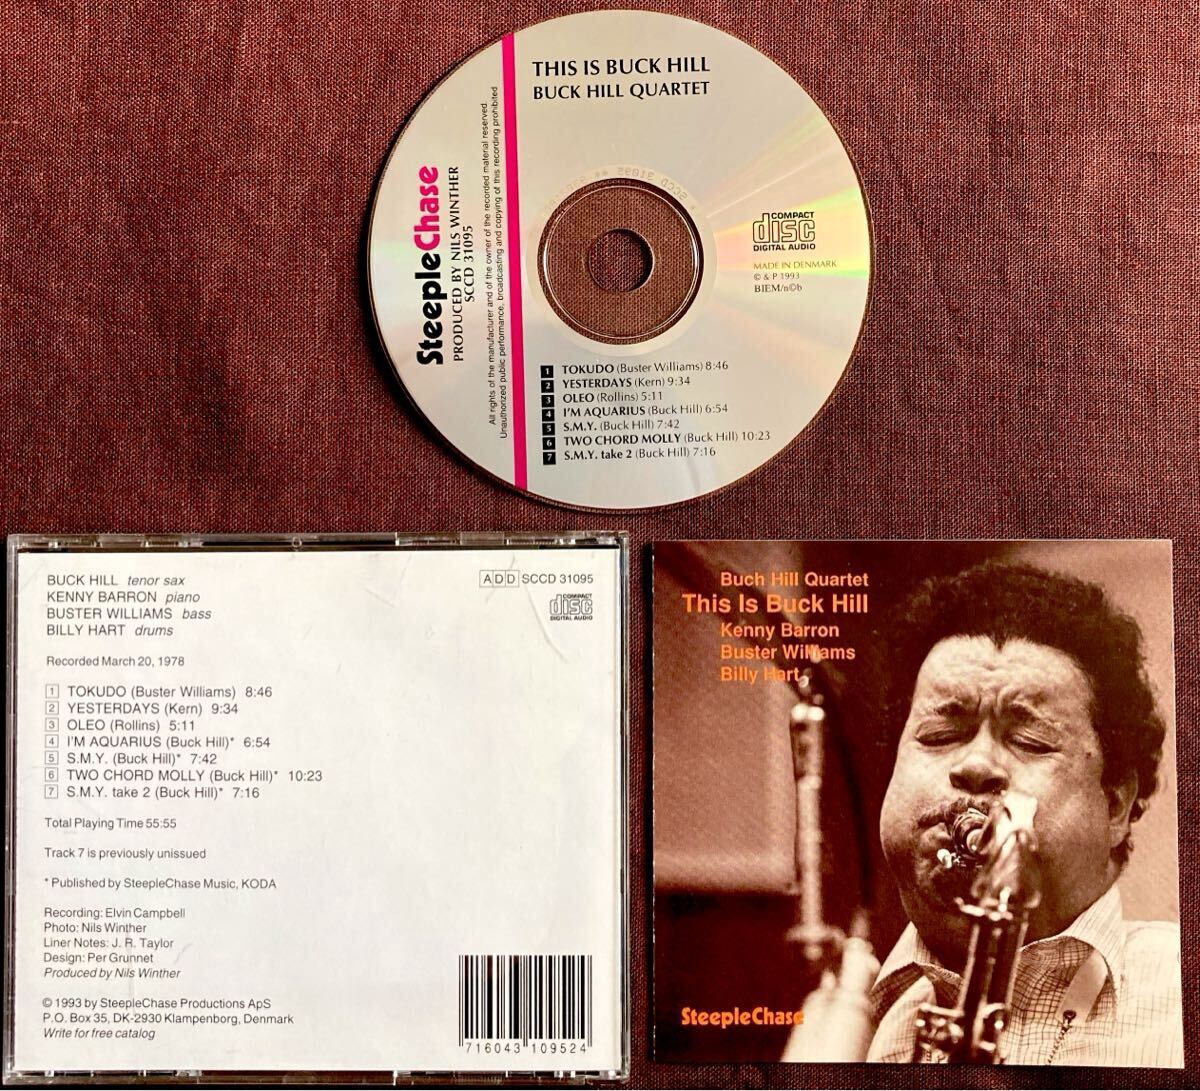 THIS IS BUCK HILL
BUCK HILL QUARTET
SteepleChase
PRODUCED BY NILS WINTHER
SCCD 31095
All rights of the manufacturer and of the owner of the recorded material reserved.
Unauthorized public performance, broadcasting and copying of this recording prohibited
COMPACT
disc
DIGITAL AUDIO
MADE IN DENMARK
© & P 1993
BIEM/n©b
1 TOKUDO (Buster Williams) 8:46
2 YESTERDAYS (Kern) 9:34
3 OLEO (Rollins) 5:11
4 I'M AQUARIUS (Buck Hill) 6:54
5 S.M.Y. (Buck Hill) 7:42
6 TWO CHORD MOLLY (Buck Hill) 10:23
7 S.M.Y. take 2 (Buck Hill) 7:16
BUCK HILL tenor sax
KENNY BARRON piano
BUSTER WILLIAMS bass
BILLY HART drums
ADD SCCD 31095
COMPACT
disc
DIGITAL AUDIO
Recorded March 20, 1978
1 TOKUDO (Buster Williams) 8:46
2 YESTERDAYS (Kern) 9:34
3 OLEO (Rollins) 5:11
4 I'M AQUARIUS (Buck Hill)* 6:54
5 S.M.Y. (Buck Hill)* 7:42
6 TWO CHORD MOLLY (Buck Hill)* 10:23
7 S.M.Y. take 2 (Buck Hill)* 7:16
Total Playing Time 55:55
Track 7 is previously unissued
* Published by SteepleChase Music, KODA
Recording: Elvin Campbell
Photo: Nils Winther
Liner Notes: J. R. Taylor
Design: Per Grunnet
Produced by Nils Winther
© 1993 by SteepleChase Productions ApS
P.O. Box 35, DK-2930 Klampenborg, Denmark
Write for free catalog
716043 109524
Buch Hill Quartet
This Is Buck Hill
Kenny Barron
Buster Williams
Billy Hart
SteepleChase